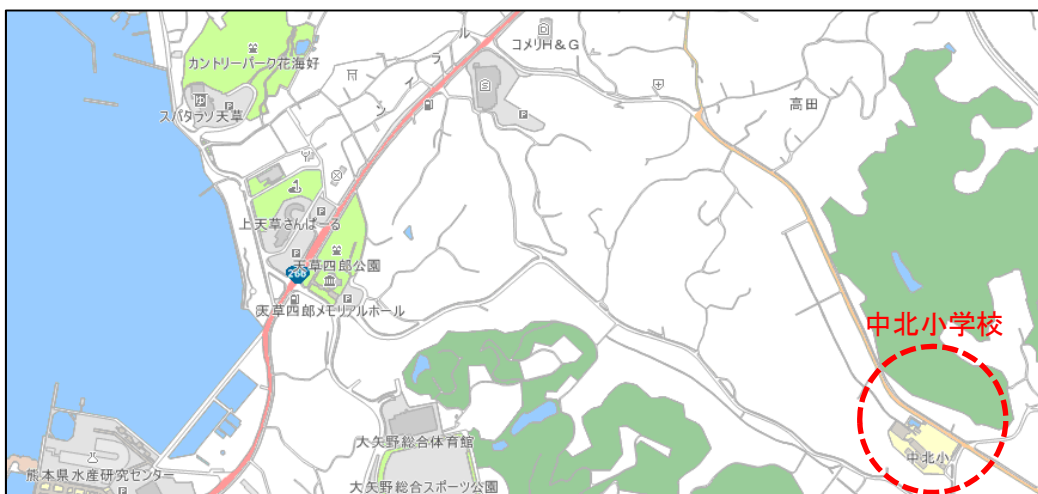 コメリH&G
カントリーパーク花海好
スパタラソ天草
シ
ィ
ラ
ル
高田
上天草さんぱーる
天草四郎公園
266
天草四郎メモリアルホール
中北小学校
大矢野総合体育館
中北小
熊本県水産研究センター
大矢野総合スポーツ公園